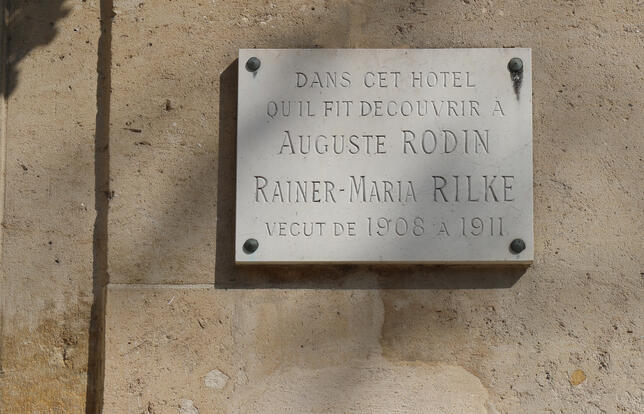 DANS CET HOTEL
QU'IL FIT DECOUVRIR A
AUGUSTE RODIN
RAINER-MARIA RILKE
VECUT DE 1908 A 1911